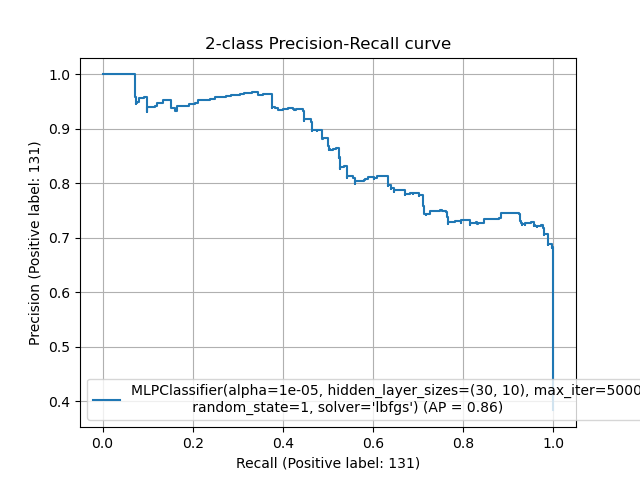 2-class Precision-Recall curve
Precision (Positive label: 131)
1.0
0.9
0.8
0.7
0.6
0.5
0.4
MLPClassifier(alpha=1e-05, hidden_layer_sizes=(30, 10), max_iter=5000
random_state=1, solver='lbfgs') (AP = 0.86)
0.0 0.2 0.4 0.6 0.8 1.0
Recall (Positive label: 131)